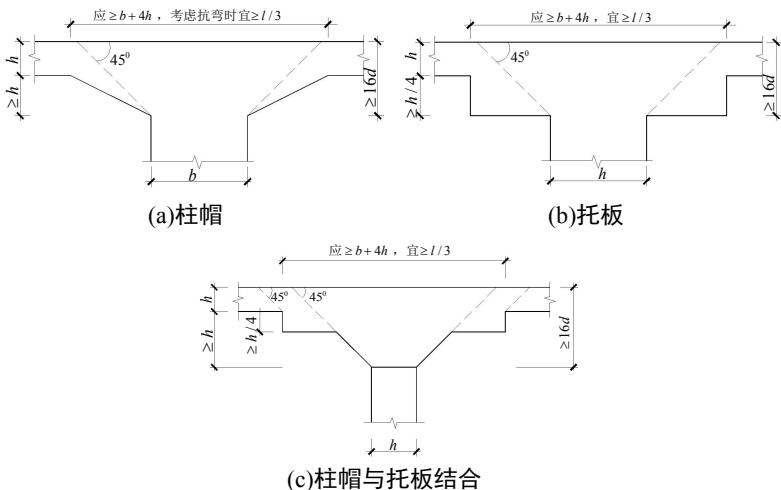 应≥b+4h，考虑抗弯时宜≥l/3
45⁰
h
≥h
≥16d
b
(a)柱帽
应≥b+4h，宜≥l/3
45⁰
h
≥h/4
≥16d
h
(b)托板
应≥b+4h，宜≥l/3
45⁰
45⁰
h
≥h
≥h/4
≥16d
h
(c)柱帽与托板结合